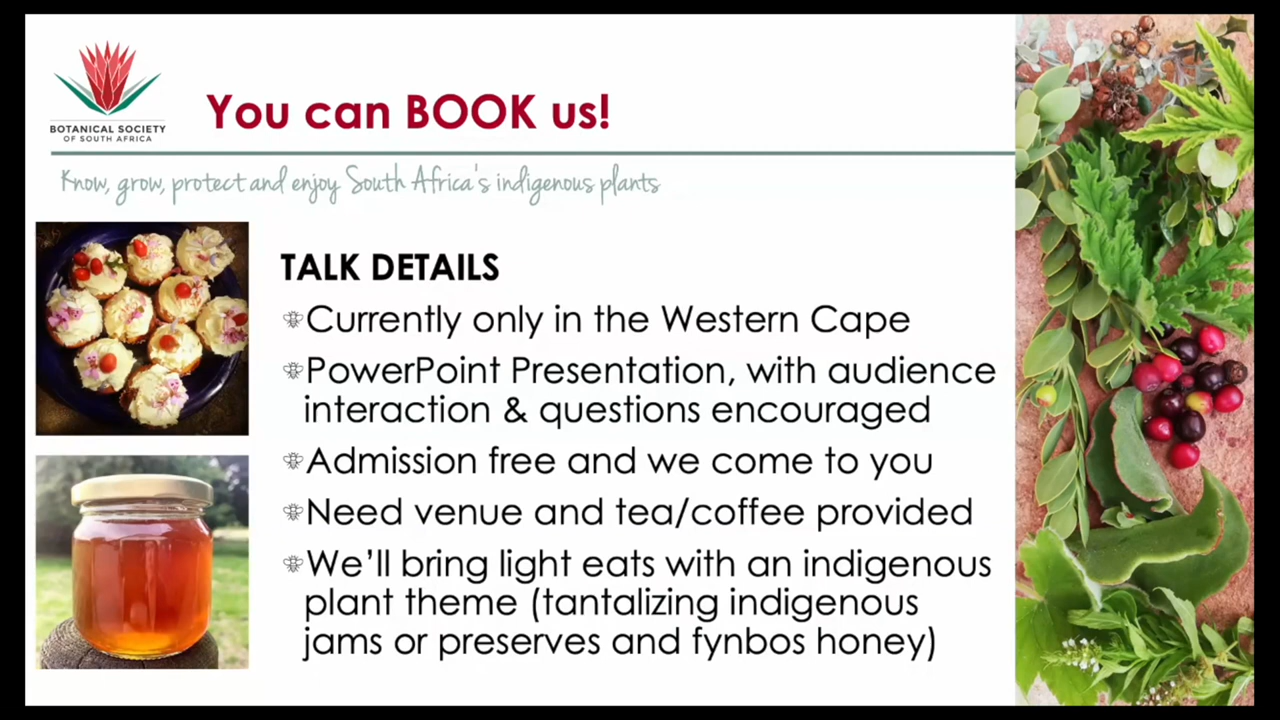 BOTANICAL SOCIETY
OF SOUTH AFRICA
You can BOOK us!
Know, grow, protect and enjoy South Africa's indigenous plants
TALK DETAILS
Currently only in the Western Cape
PowerPoint Presentation, with audience
interaction & questions encouraged
Admission free and we come to you
Need venue and tea/coffee provided
We'll bring light eats with an indigenous
plant theme (tantalizing indigenous
jams or preserves and fynbos honey)